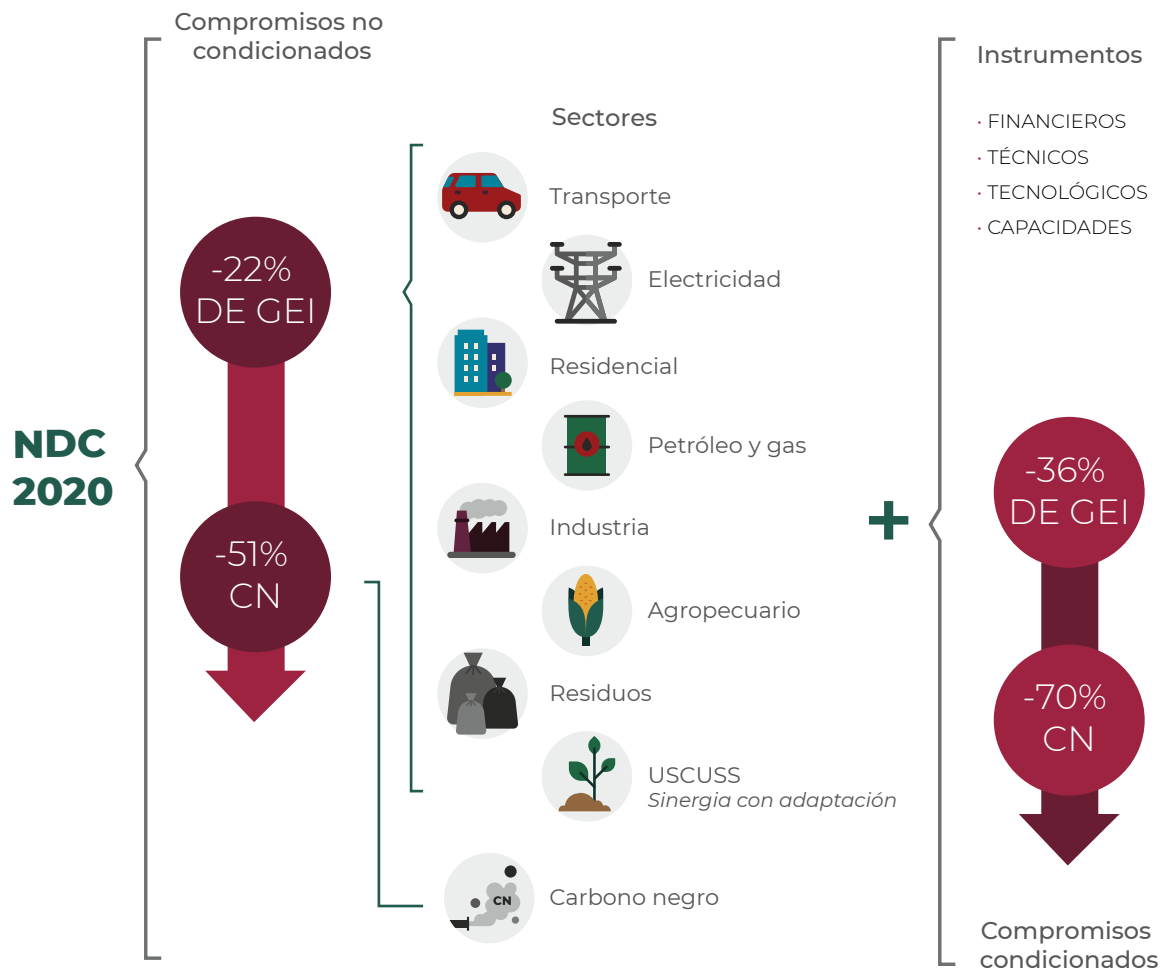 Compromisos no
condicionados
NDC
2020
-22%
DE GEI
-51%
CN
Sectores
Transporte
Electricidad
Residencial
Petróleo y gas
Industria
Agropecuario
Residuos
USCUSS
Sinergia con adaptación
CN
Carbono negro
+
Instrumentos
· FINANCIEROS
· TÉCNICOS
· TECNOLÓGICOS
· CAPACIDADES
-36%
DE GEI
-70%
CN
Compromisos
condicionados